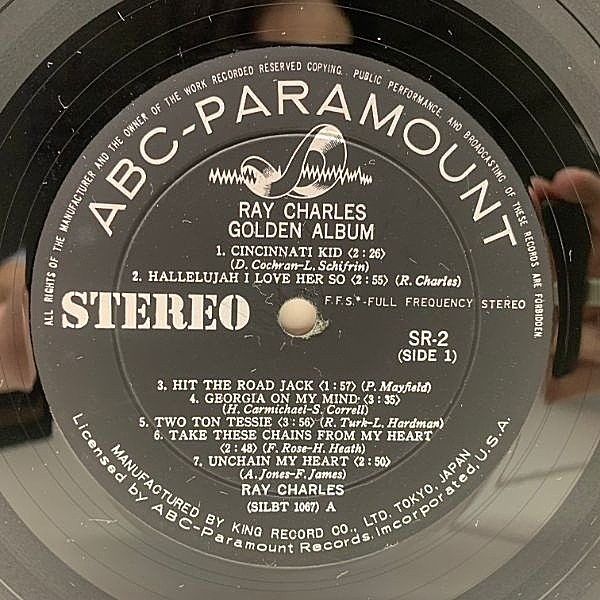 ALL RIGHTS OF THE MANUFACTURER AND THE OWNER OF THE WORK RECORDED RESERVED COPYING, PUBLIC PERFORMANCE, AND BROADCASTING OF THESE RECORDS ARE FORBIDDEN.
ABC-PARAMOUNT
RAY CHARLES
GOLDEN ALBUM
1. CINCINNATI KID <2:26>
(D. Cochran-L. Schifrin)
2. HALLELUJAH I LOVE HER SO <2:55> (R. Charles)
STEREO
F.F.S.*-FULL FREQUENCY STEREO
SR-2
(SIDE 1)
3. HIT THE ROAD JACK <1:57> (P. Mayfield)
4. GEORGIA ON MY MIND <3:35>
(H. Carmichael-S. Correll)
5. TWO TON TESSIE <3:56> (R. Turk-L. Hardman)
6. TAKE THESE CHAINS FROM MY HEART
<2:48> (F. Rose-H. Heath)
7. UNCHAIN MY HEART <2:50>
(A. Jones-F. James)
RAY CHARLES
(SILBT 1067) A
MANUFACTURED BY KING RECORD CO., LTD. TOKYO, JAPAN
Licensed by ABC-Paramount Records, Incorporated, U.S.A.